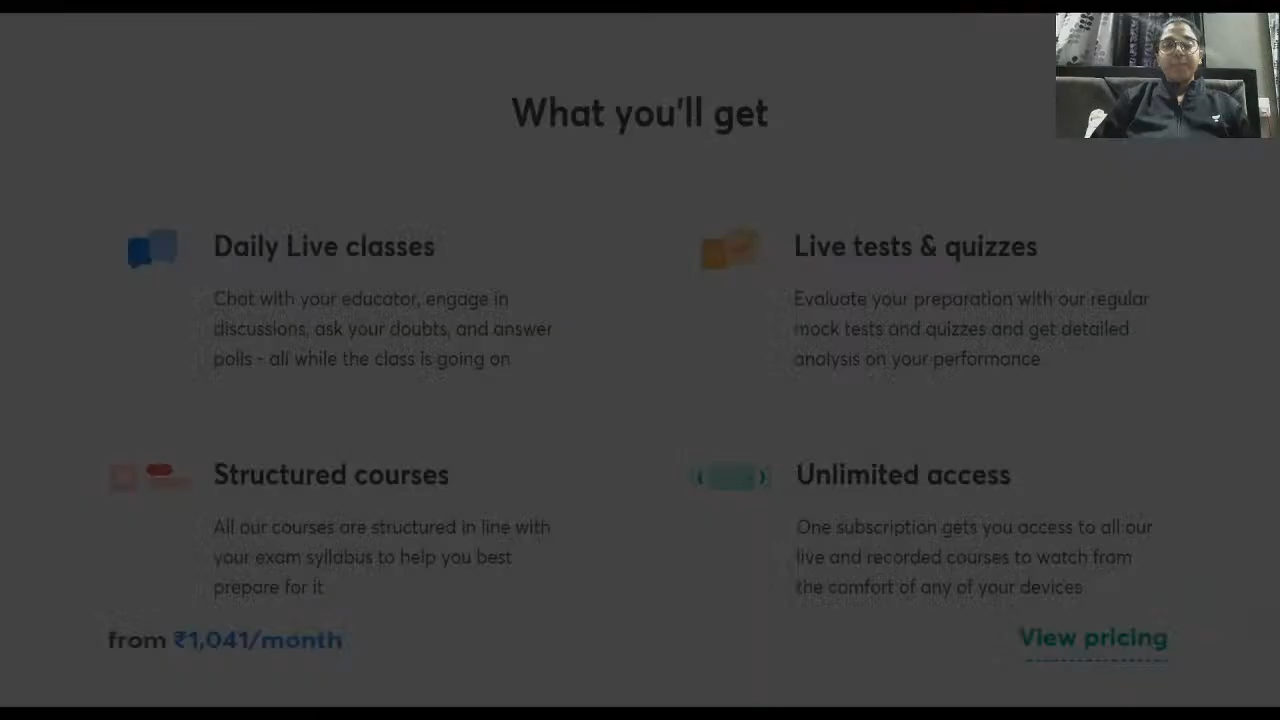 What you'll get
Daily Live classes
Chat with your educator, engage in
discussions, ask your doubts, and answer
polls - all while the class is going on
Live tests & quizzes
Evaluate your preparation with our regular
mock tests and quizzes and get detailed
analysis on your performance
Structured courses
All our courses are structured in line with
your exam syllabus to help you best
prepare for it
Unlimited access
One subscription gets you access to all our
live and recorded courses to watch from
the comfort of any of your devices
from ₹1,041/month
View pricing